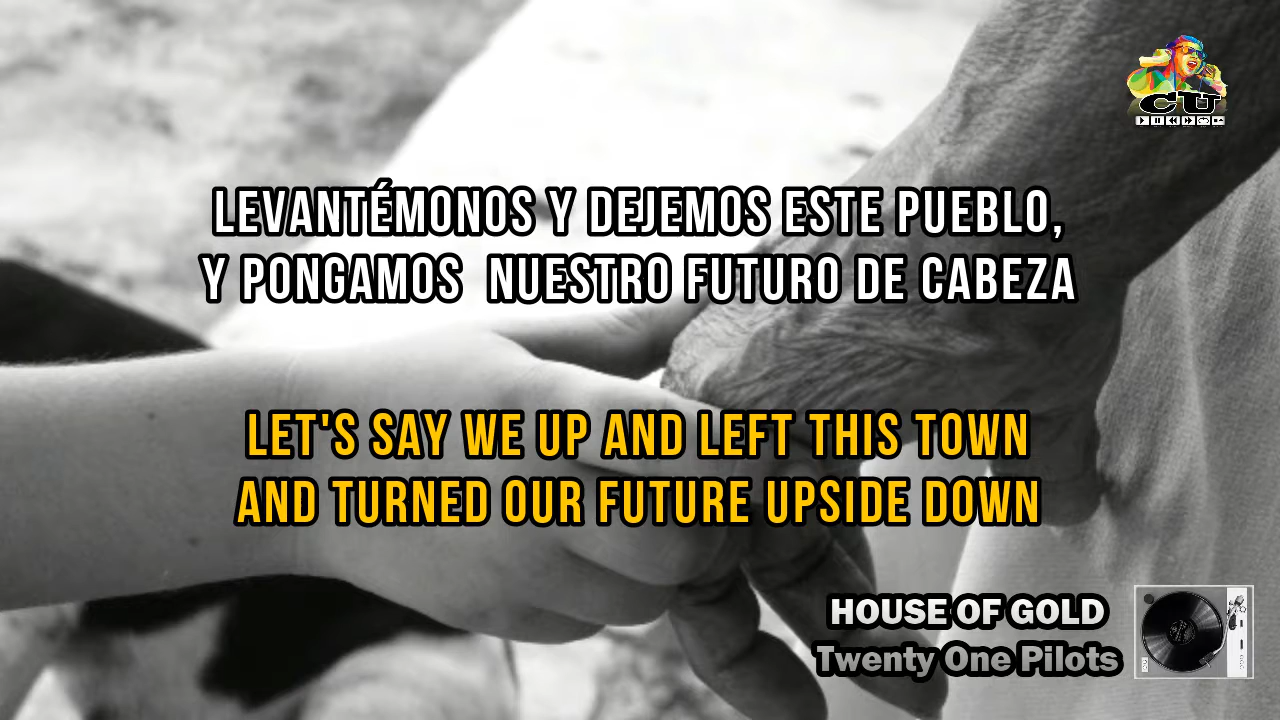 CU
LEVANTÉMONOS Y DEJEMOS ESTE PUEBLO,
Y PONGAMOS  NUESTRO FUTURO DE CABEZA
LET'S SAY WE UP AND LEFT THIS TOWN
AND TURNED OUR FUTURE UPSIDE DOWN
HOUSE OF GOLD
Twenty One Pilots